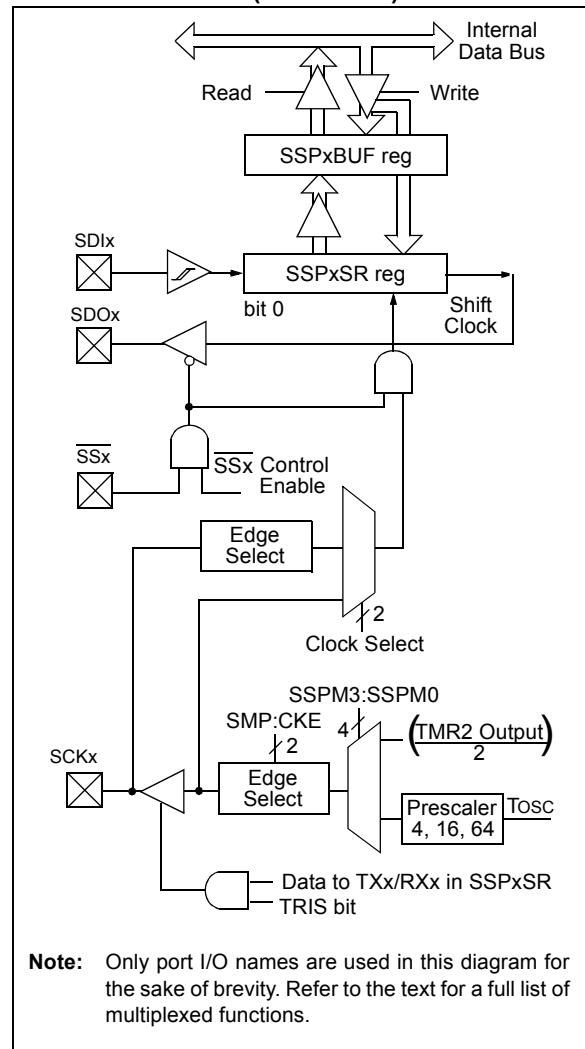 Internal
Data Bus
Read
Write
SSPxBUF reg
SDIx
SSPxSR reg
bit 0
Shift
Clock
SDOx
SSx
SSx Control
Enable
Edge
Select
2
Clock Select
SSPM3:SSPM0
SMP:CKE
4
(TMR2 Output)
2
2
SCKx
Edge
Select
Prescaler
4, 16, 64
TOSC
Data to TXx/RXx in SSPxSR
TRIS bit
Note: Only port I/O names are used in this diagram for
the sake of brevity. Refer to the text for a full list of
multiplexed functions.